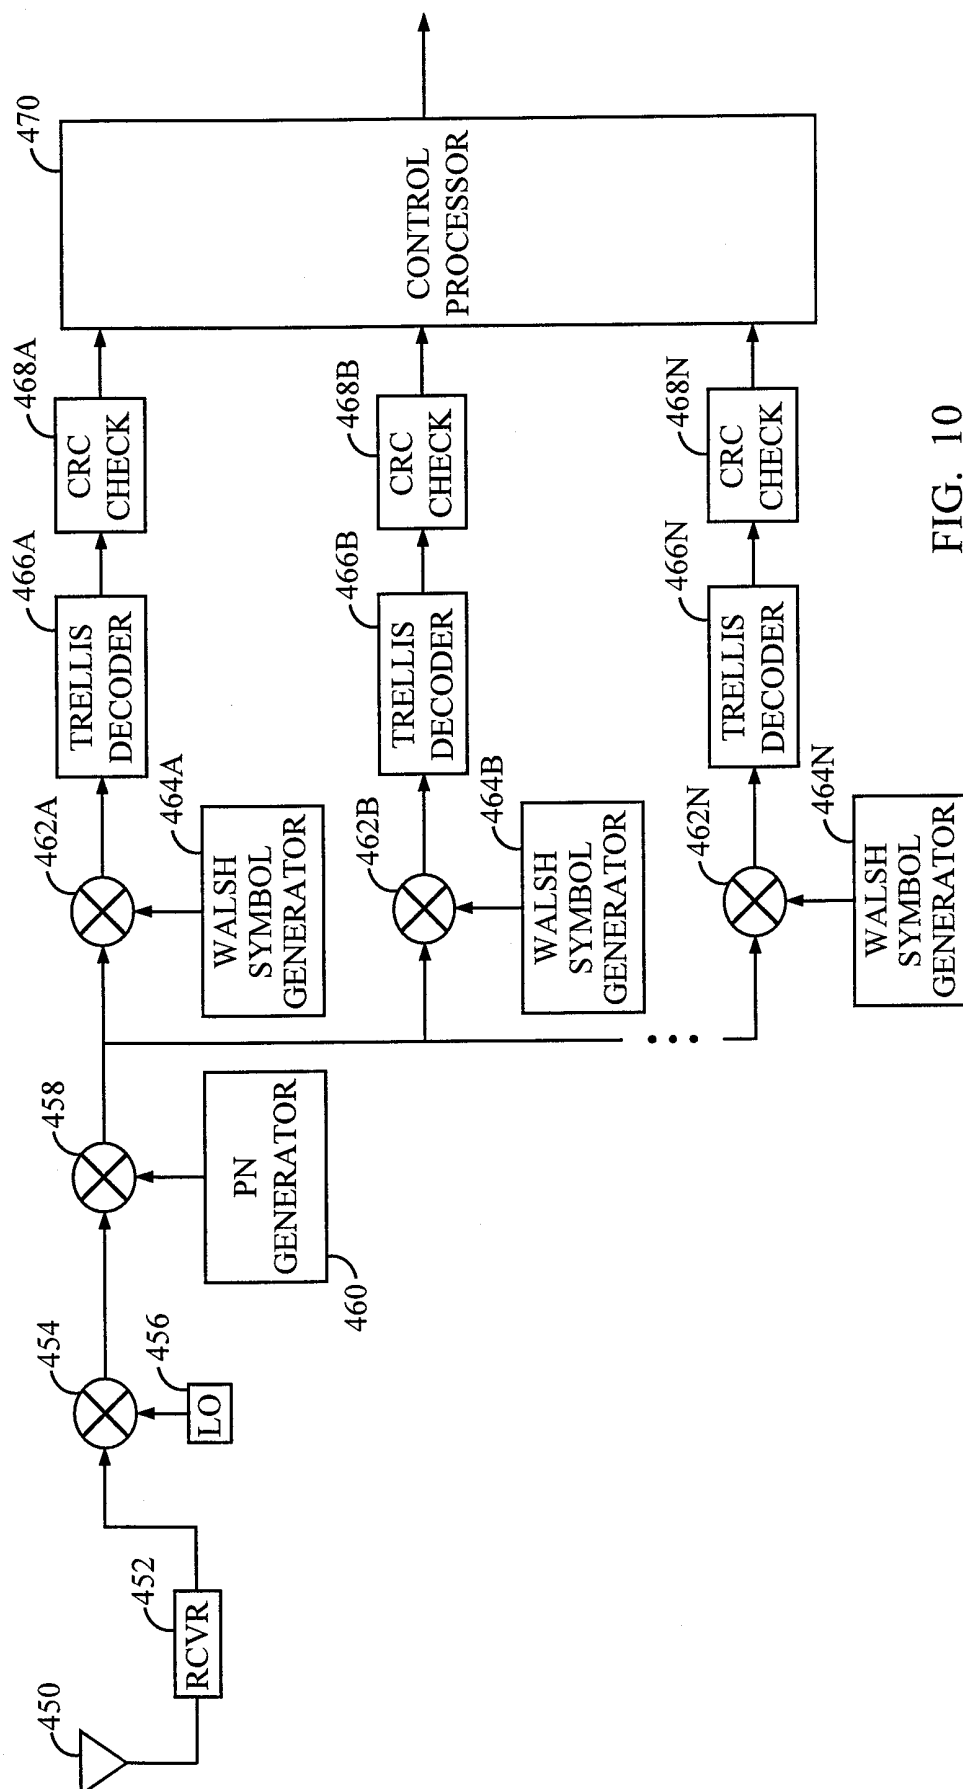 450
452
RCVR
454
456
LO
458
PN
GENERATOR
460
462A
464A
WALSH
SYMBOL
GENERATOR
466A
TRELLIS
DECODER
468A
CRC
CHECK
462B
464B
WALSH
SYMBOL
GENERATOR
466B
TRELLIS
DECODER
468B
CRC
CHECK
462N
464N
WALSH
SYMBOL
GENERATOR
466N
TRELLIS
DECODER
468N
CRC
CHECK
470
CONTROL
PROCESSOR
FIG. 10